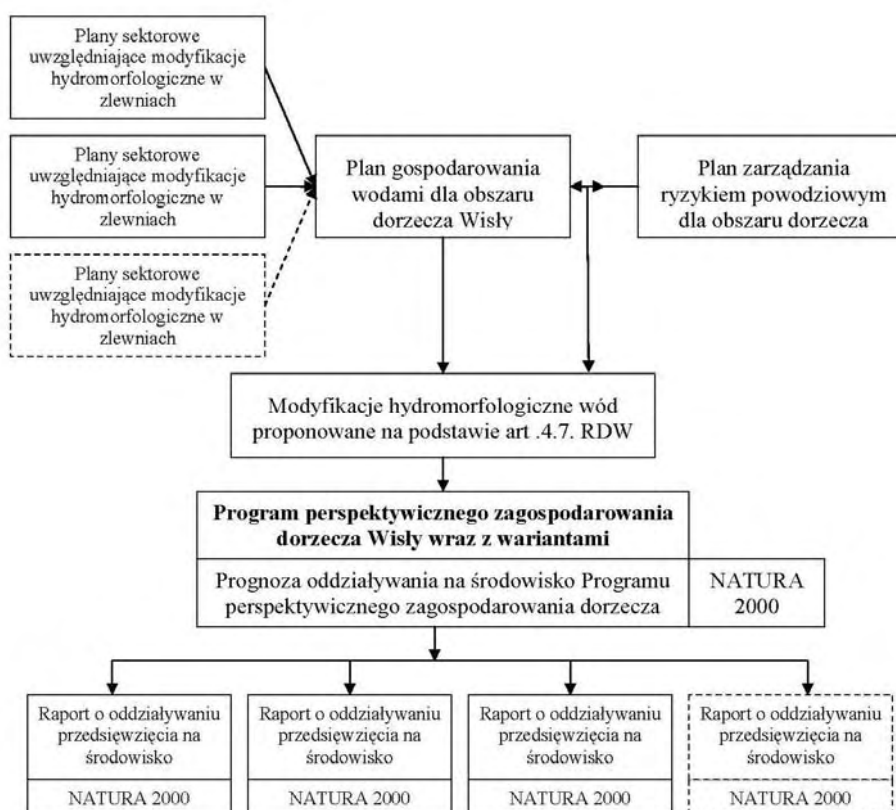 Plany sektorowe
uwzględniające modyfikacje
hydromorfologiczne w
zlewniach
Plany sektorowe
uwzględniające modyfikacje
hydromorfologiczne w
zlewniach
Plany sektorowe
uwzględniające modyfikacje
hydromorfologiczne w
zlewniach
Plan gospodarowania
wodami dla obszaru
dorzecza Wisły
Plan zarządzania
ryzykiem powodziowym
dla obszaru dorzecza
Modyfikacje hydromorfologiczne wód
proponowane na podstawie art .4.7. RDW
Program perspektywicznego zagospodarowania
dorzecza Wisły wraz z wariantami
Prognoza oddziaływania na środowisko Programu
perspektywicznego zagospodarowania dorzecza
NATURA
2000
Raport o oddziaływaniu
przedsięwzięcia na
środowisko
NATURA 2000
Raport o oddziaływaniu
przedsięwzięcia na
środowisko
NATURA 2000
Raport o oddziaływaniu
przedsięwzięcia na
środowisko
NATURA 2000
Raport o oddziaływaniu
przedsięwzięcia na
środowisko
NATURA 2000